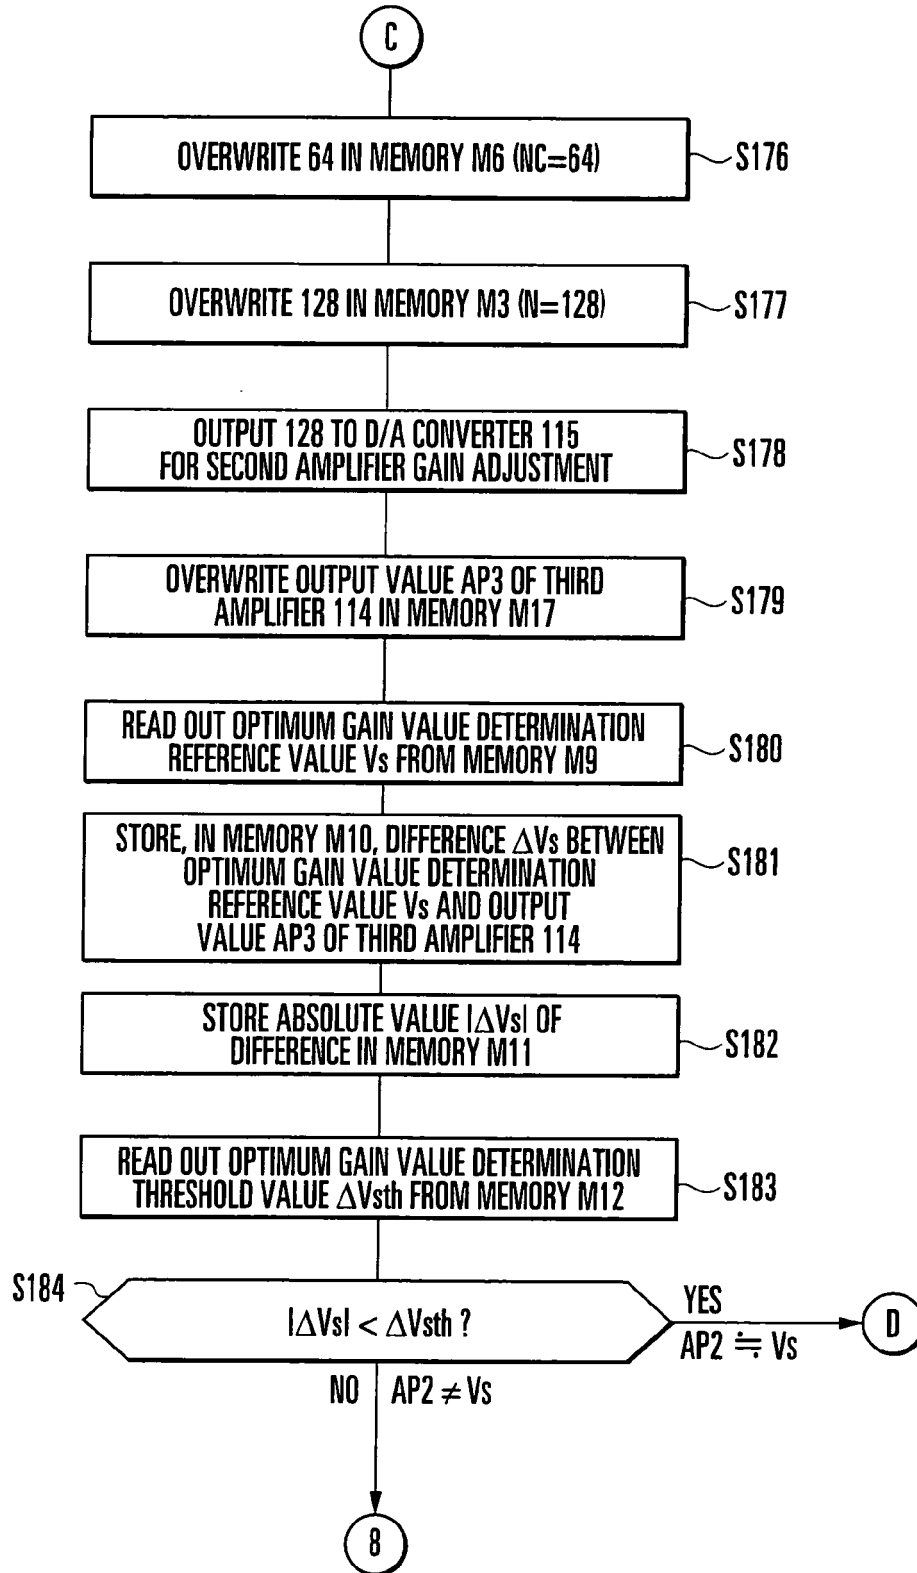 C
OVERWRITE 64 IN MEMORY M6 (NC=64)
S176
OVERWRITE 128 IN MEMORY M3 (N=128)
S177
OUTPUT 128 TO D/A CONVERTER 115
FOR SECOND AMPLIFIER GAIN ADJUSTMENT
S178
OVERWRITE OUTPUT VALUE AP3 OF THIRD
AMPLIFIER 114 IN MEMORY M17
S179
READ OUT OPTIMUM GAIN VALUE DETERMINATION
REFERENCE VALUE Vs FROM MEMORY M9
S180
STORE, IN MEMORY M10, DIFFERENCE ΔVs BETWEEN
OPTIMUM GAIN VALUE DETERMINATION
REFERENCE VALUE Vs AND OUTPUT
VALUE AP3 OF THIRD AMPLIFIER 114
S181
STORE ABSOLUTE VALUE |ΔVs| OF
DIFFERENCE IN MEMORY M11
S182
READ OUT OPTIMUM GAIN VALUE DETERMINATION
THRESHOLD VALUE ΔVsth FROM MEMORY M12
S183
S184
|ΔVs| < ΔVsth ?
YES
AP2 ≒ Vs
D
NO
AP2 ≠ Vs
8